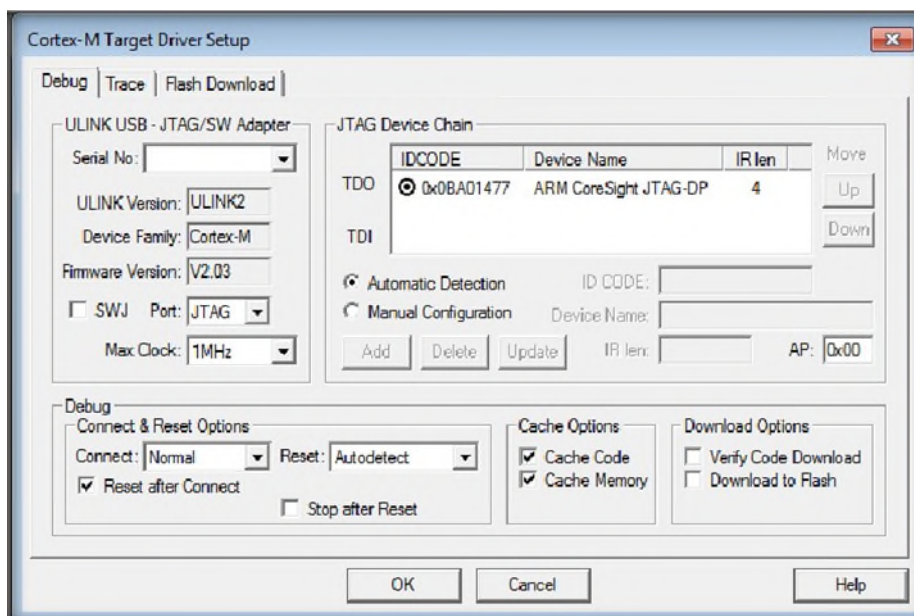 Cortex-M Target Driver Setup
Debug Trace Flash Download
ULINK USB - JTAG/SW Adapter
Serial No:
ULINK Version: ULINK2
Device Family: Cortex-M
Firmware Version: V2.03
SWJ Port: JTAG
Max Clock: 1MHz
JTAG Device Chain
IDCODE Device Name IR len
TDO 0x0BA01477 ARM CoreSight JTAG-DP 4
TDI
Move
Up
Down
Automatic Detection ID CODE:
Manual Configuration Device Name:
Add Delete Update IR len: AP: 0x00
Debug
Connect & Reset Options
Connect: Normal Reset: Autodetect
Reset after Connect
Stop after Reset
Cache Options
Cache Code
Cache Memory
Download Options
Verify Code Download
Download to Flash
OK Cancel Help